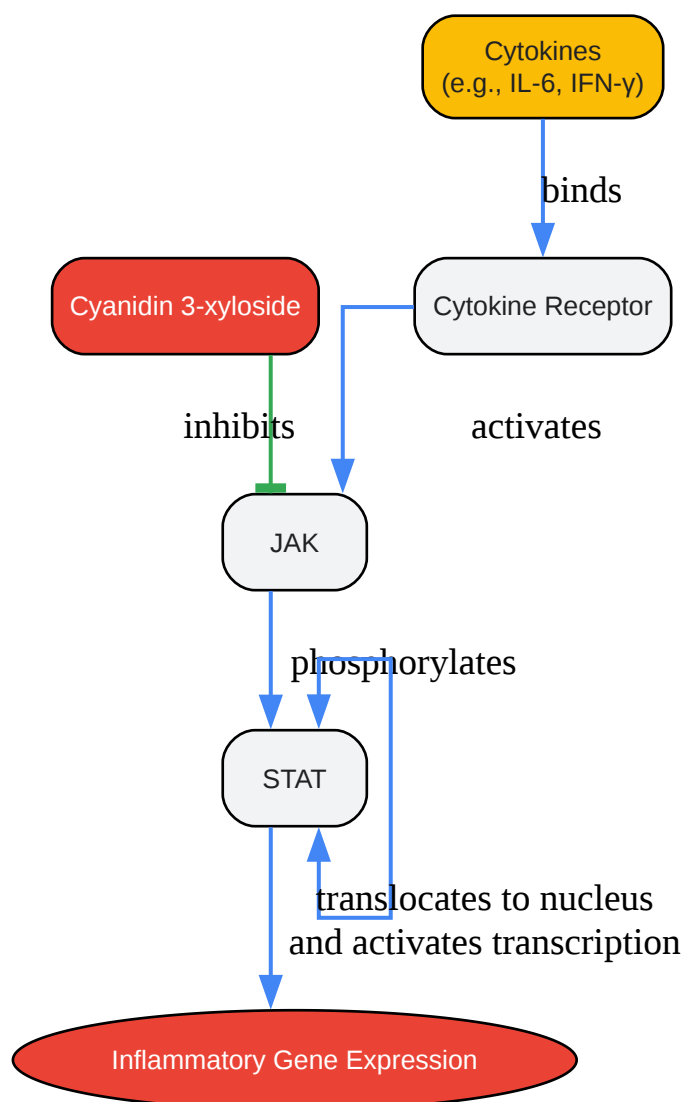 Cytokines
(e.g., IL-6, IFN-γ)
binds
Cyanidin 3-xyloside
Cytokine Receptor
inhibits
activates
JAK
phosphorylates
STAT
translocates to nucleus
and activates transcription
Inflammatory Gene Expression